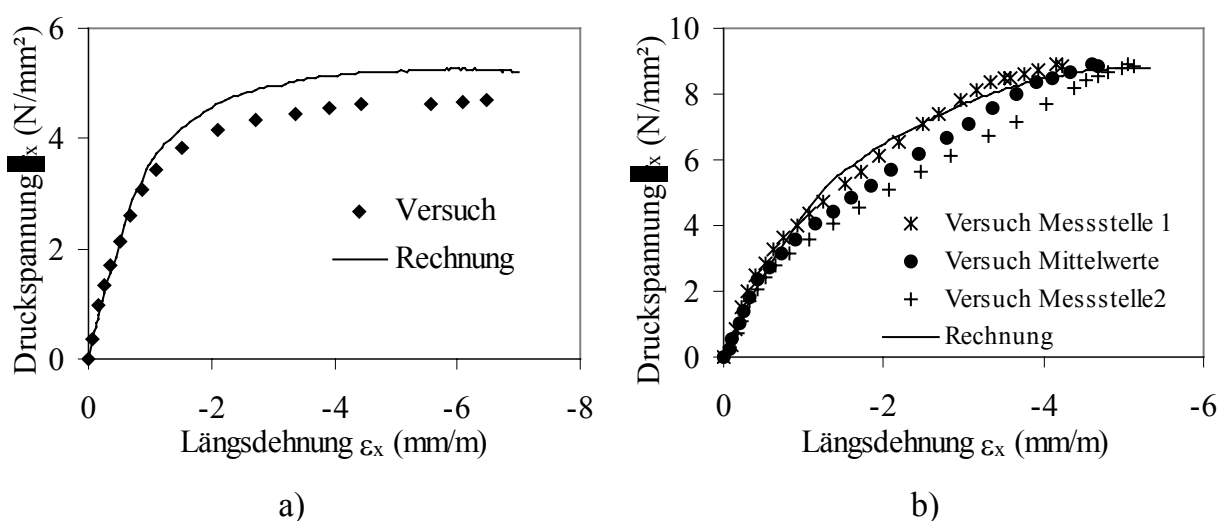 6
4
2
0
Druckspannung x (N/mm²)
Versuch
Rechnung
0 -2 -4 -6 -8
Längsdehnung εx (mm/m)
a)
10
8
6
4
2
0
Druckspannung x (N/mm²)
Versuch Messstelle 1
Versuch Mittelwerte
Versuch Messstelle2
Rechnung
0 -2 -4 -6
Längsdehnung εx (mm/m)
b)